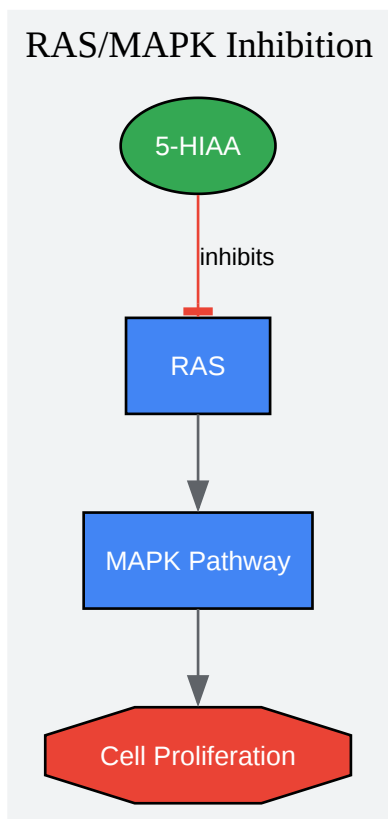 RAS/MAPK Inhibition
5-HIAA
inhibits
RAS
MAPK Pathway
Cell Proliferation